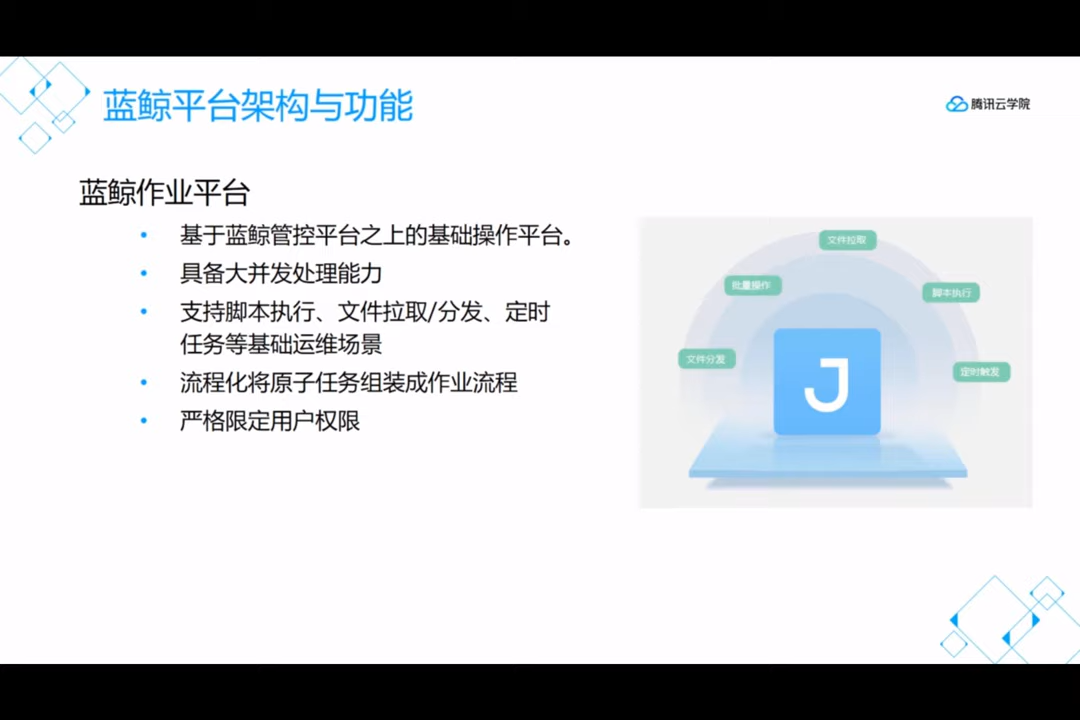 蓝鲸平台架构与功能
腾讯云学院
蓝鲸作业平台
• 基于蓝鲸管控平台之上的基础操作平台。
• 具备大并发处理能力
• 支持脚本执行、文件拉取/分发、定时
任务等基础运维场景
• 流程化将原子任务组装成作业流程
• 严格限定用户权限
文件拉取
批量操作
脚本执行
文件分发
定时触发
J